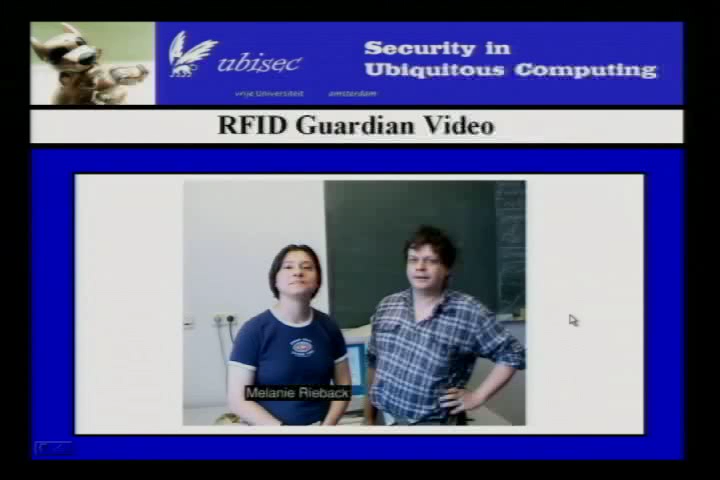 ubisec
vrije Universiteit amsterdam
Security in
Ubiquitous Computing
RFID Guardian Video
Melanie Rieback